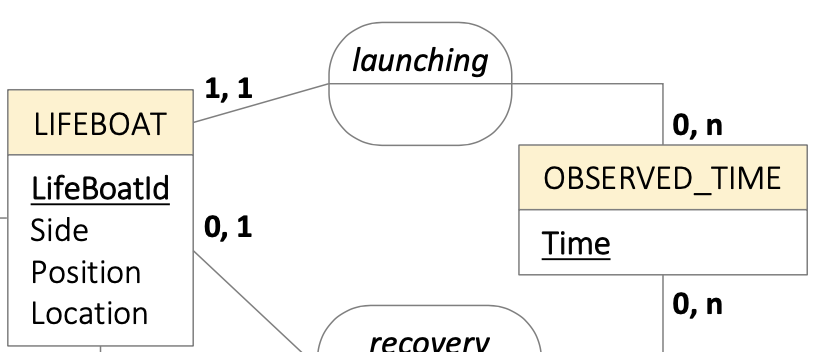 launching
1, 1
LIFEBOAT
0, n
OBSERVED_TIME
LifeBoatId
Side
0, 1
Time
Position
Location
0, n
recovery